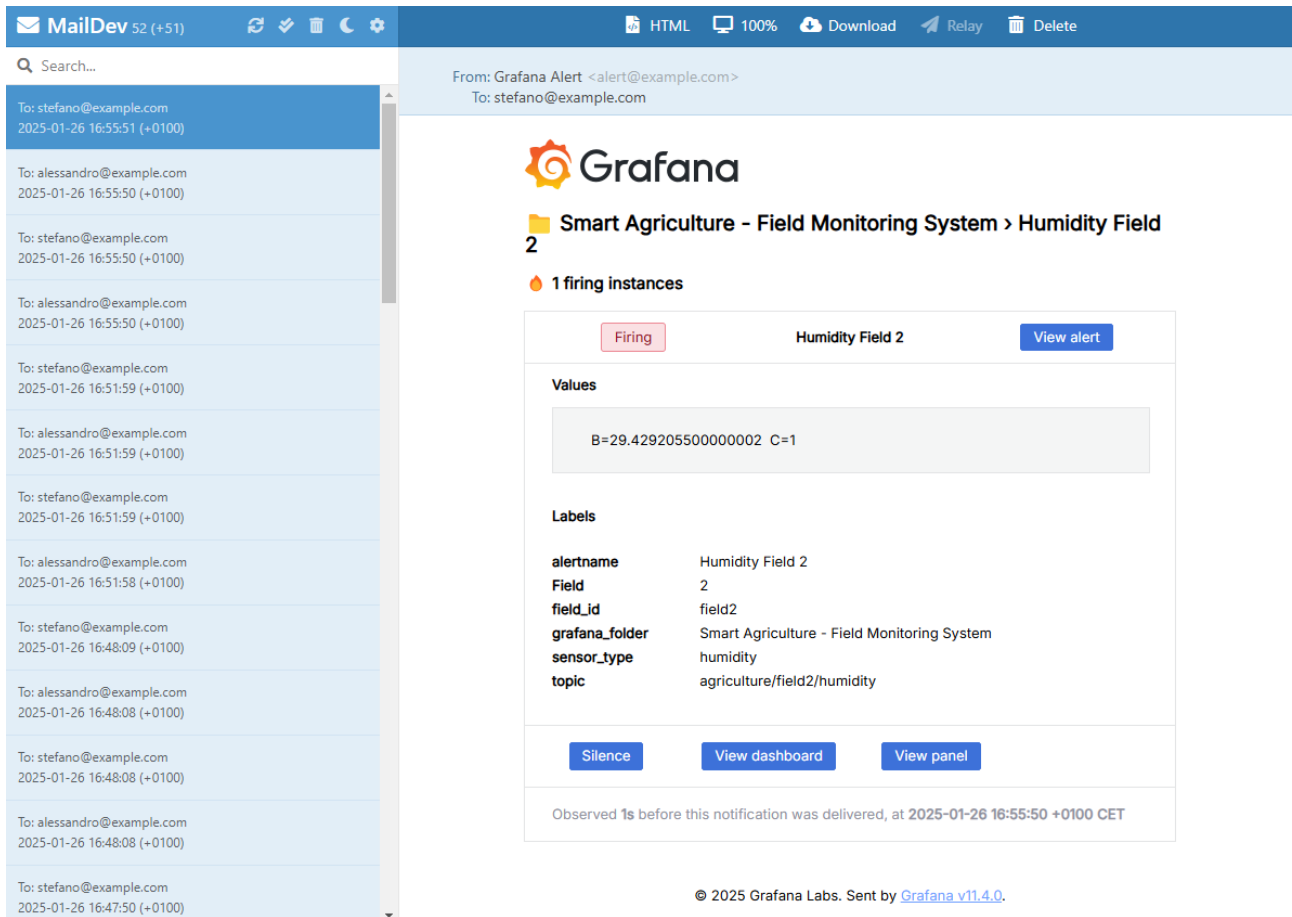 MailDev 52 (+51)
HTML 100% Download Relay Delete
Search...
To: stefano@example.com
2025-01-26 16:55:51 (+0100)
To: alessandro@example.com
2025-01-26 16:55:50 (+0100)
To: stefano@example.com
2025-01-26 16:55:50 (+0100)
To: alessandro@example.com
2025-01-26 16:55:50 (+0100)
To: stefano@example.com
2025-01-26 16:51:59 (+0100)
To: alessandro@example.com
2025-01-26 16:51:59 (+0100)
To: stefano@example.com
2025-01-26 16:51:59 (+0100)
To: alessandro@example.com
2025-01-26 16:51:58 (+0100)
To: stefano@example.com
2025-01-26 16:48:09 (+0100)
To: alessandro@example.com
2025-01-26 16:48:08 (+0100)
To: stefano@example.com
2025-01-26 16:48:08 (+0100)
To: alessandro@example.com
2025-01-26 16:48:08 (+0100)
To: stefano@example.com
2025-01-26 16:47:50 (+0100)
From: Grafana Alert <alert@example.com>
To: stefano@example.com
Grafana
Smart Agriculture - Field Monitoring System › Humidity Field
2
1 firing instances
Firing Humidity Field 2 View alert
Values
B=29.429205500000002 C=1
Labels
alertname Humidity Field 2
Field 2
field_id field2
grafana_folder Smart Agriculture - Field Monitoring System
sensor_type humidity
topic agriculture/field2/humidity
Silence View dashboard View panel
Observed 1s before this notification was delivered, at 2025-01-26 16:55:50 +0100 CET
© 2025 Grafana Labs. Sent by Grafana v11.4.0.